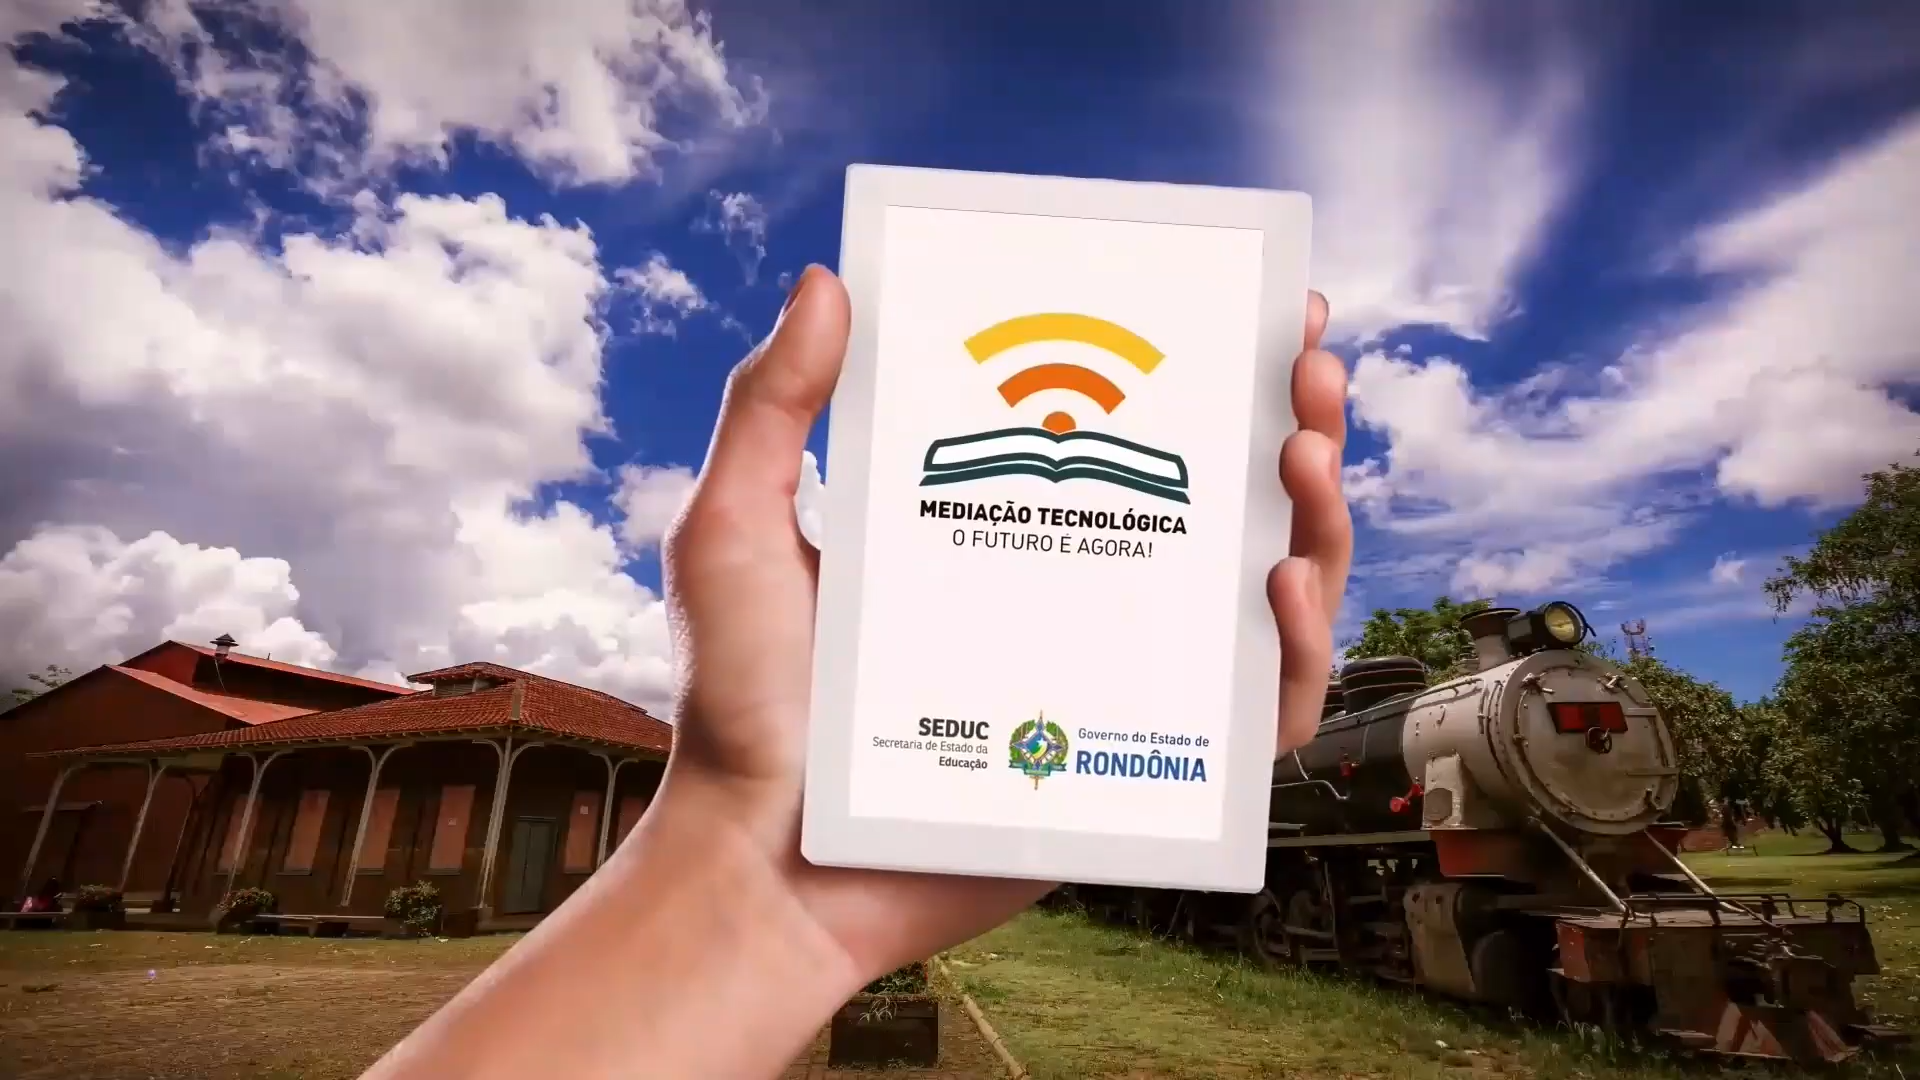 MEDIAÇÃO TECNOLÓGICA
O FUTURO É AGORA!
SEDUC
Secretaria de Estado da
Educação
Governo do Estado de
RONDÔNIA